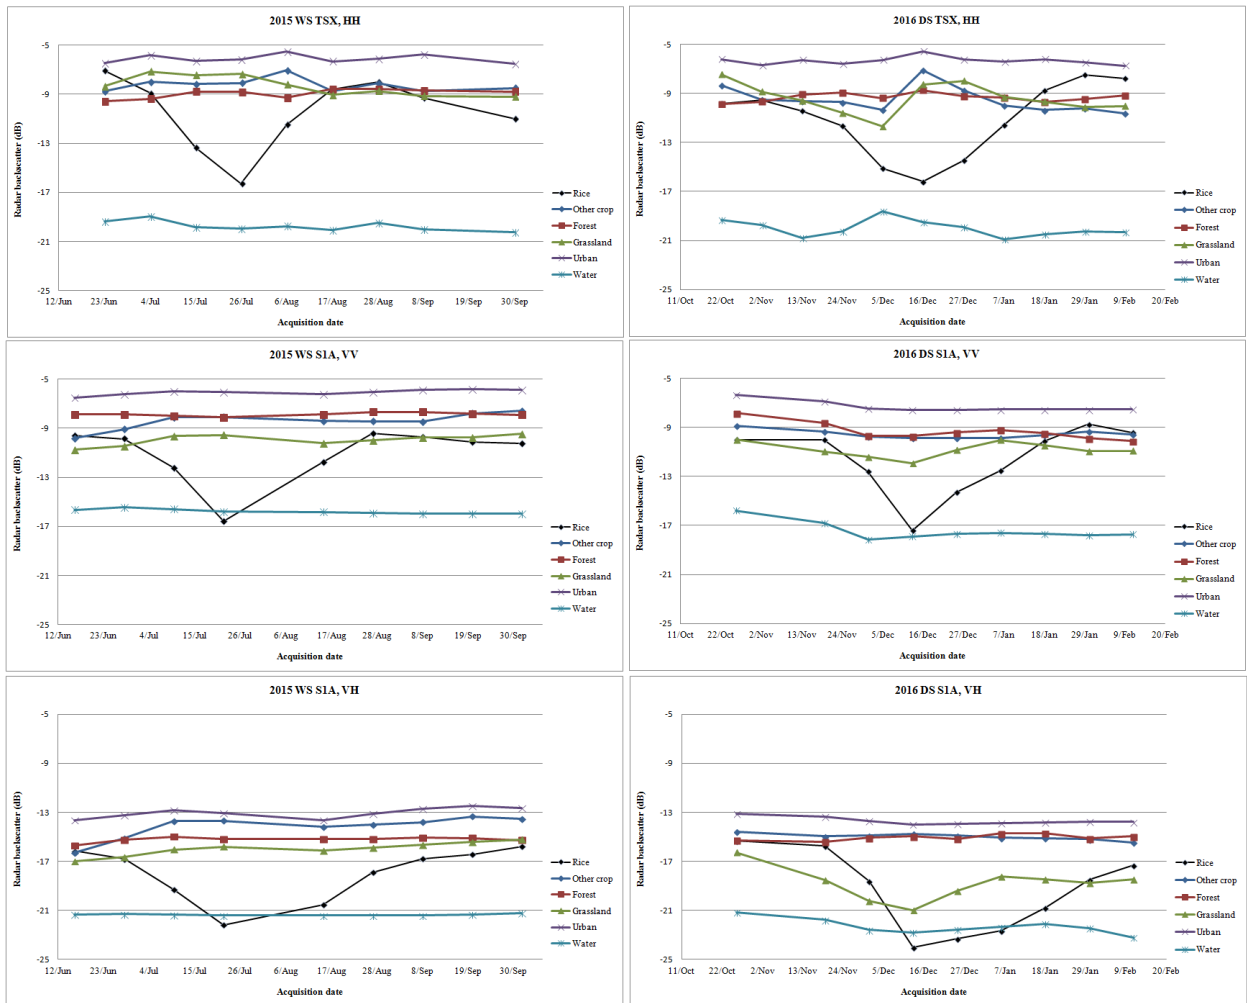 2015 WS TSX, HH
-5
-9
-13
-17
-21
-25
Radar backscatter (dB)
12/Jun 23/Jun 4/Jul 15/Jul 26/Jul 6/Aug 17/Aug 28/Aug 8/Sep 19/Sep 30/Sep
Acquisition date
Rice
Other crop
Forest
Grassland
Urban
Water
2016 DS TSX, HH
-5
-9
-13
-17
-21
-25
Radar backscatter (dB)
11/Oct 22/Oct 2/Nov 13/Nov 24/Nov 5/Dec 16/Dec 27/Dec 7/Jan 18/Jan 29/Jan 9/Feb 20/Feb
Acquisition date
Rice
Other crop
Forest
Grassland
Urban
Water
2015 WS S1A, VV
-5
-9
-13
-17
-21
-25
Radar backscatter (dB)
12/Jun 23/Jun 4/Jul 15/Jul 26/Jul 6/Aug 17/Aug 28/Aug 8/Sep 19/Sep 30/Sep
Acquisition date
Rice
Other crop
Forest
Grassland
Urban
Water
2016 DS S1A, VV
-5
-9
-13
-17
-21
-25
Radar backscatter (dB)
11/Oct 22/Oct 2/Nov 13/Nov 24/Nov 5/Dec 16/Dec 27/Dec 7/Jan 18/Jan 29/Jan 9/Feb 20/Feb
Acquisition date
Rice
Other crop
Forest
Grassland
Urban
Water
2015 WS S1A, VH
-5
-9
-13
-17
-21
-25
Radar backscatter (dB)
12/Jun 23/Jun 4/Jul 15/Jul 26/Jul 6/Aug 17/Aug 28/Aug 8/Sep 19/Sep 30/Sep
Acquisition date
Rice
Other crop
Forest
Grassland
Urban
Water
2016 DS S1A, VH
-5
-9
-13
-17
-21
-25
Radar backscatter (dB)
11/Oct 22/Oct 2/Nov 13/Nov 24/Nov 5/Dec 16/Dec 27/Dec 7/Jan 18/Jan 29/Jan 9/Feb 20/Feb
Acquisition date
Rice
Other crop
Forest
Grassland
Urban
Water